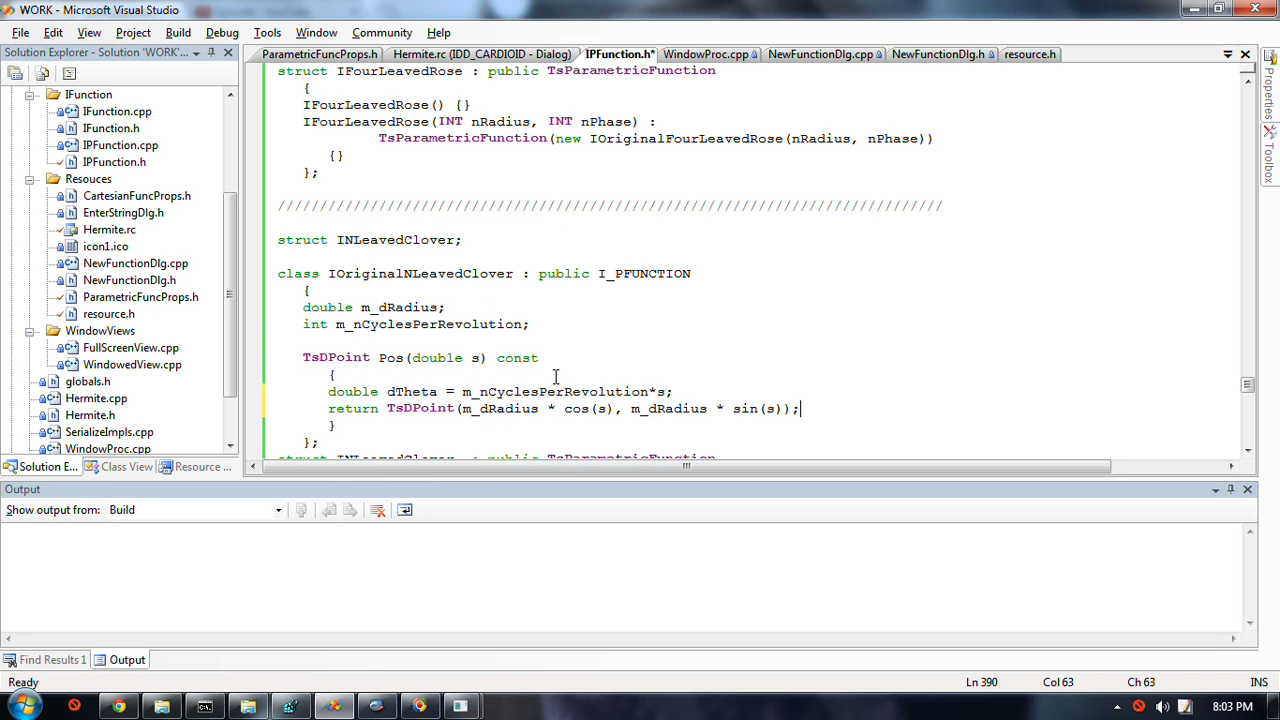 WORK - Microsoft Visual Studio
File Edit View Project Build Debug Tools Window Community Help
Solution Explorer - Solution 'WORK'...
ParametricFuncProps.h Hermite.rc (IDD_CARDIOID - Dialog) IPFunction.h* WindowProc.cpp NewFunctionDlg.cpp NewFunctionDlg.h resource.h
IFunction
IFunction.cpp
IFunction.h
IPFunction.cpp
IPFunction.h
Resouces
CartesianFuncProps.h
EnterStringDlg.h
Hermite.rc
icon1.ico
NewFunctionDlg.cpp
NewFunctionDlg.h
ParametricFuncProps.h
resource.h
WindowViews
FullScreenView.cpp
WindowedView.cpp
globals.h
Hermite.cpp
Hermite.h
SerializeImpls.cpp
WindowProc.cpp
Solution E... Class View Resource ...
struct IFourLeavedRose : public TsParametricFunction
{
IFourLeavedRose() {}
IFourLeavedRose(INT nRadius, INT nPhase) :
TsParametricFunction(new IOriginalFourLeavedRose(nRadius, nPhase))
{}
};
///////////////////////////////////////////////////////////////////////////////
struct INLeavedClover;
class IOriginalNLeavedClover : public I_PFUNCTION
{
double m_dRadius;
int m_nCyclesPerRevolution;
TsDPoint Pos(double s) const
{
double dTheta = m_nCyclesPerRevolution*s;
return TsDPoint(m_dRadius * cos(s), m_dRadius * sin(s));
}
};
struct INLeavedClover : public TsParametricFunction
Properties
Toolbox
Output
Show output from: Build
Find Results 1 Output
Ready Ln 390 Col 63 Ch 63 INS
8:03 PM